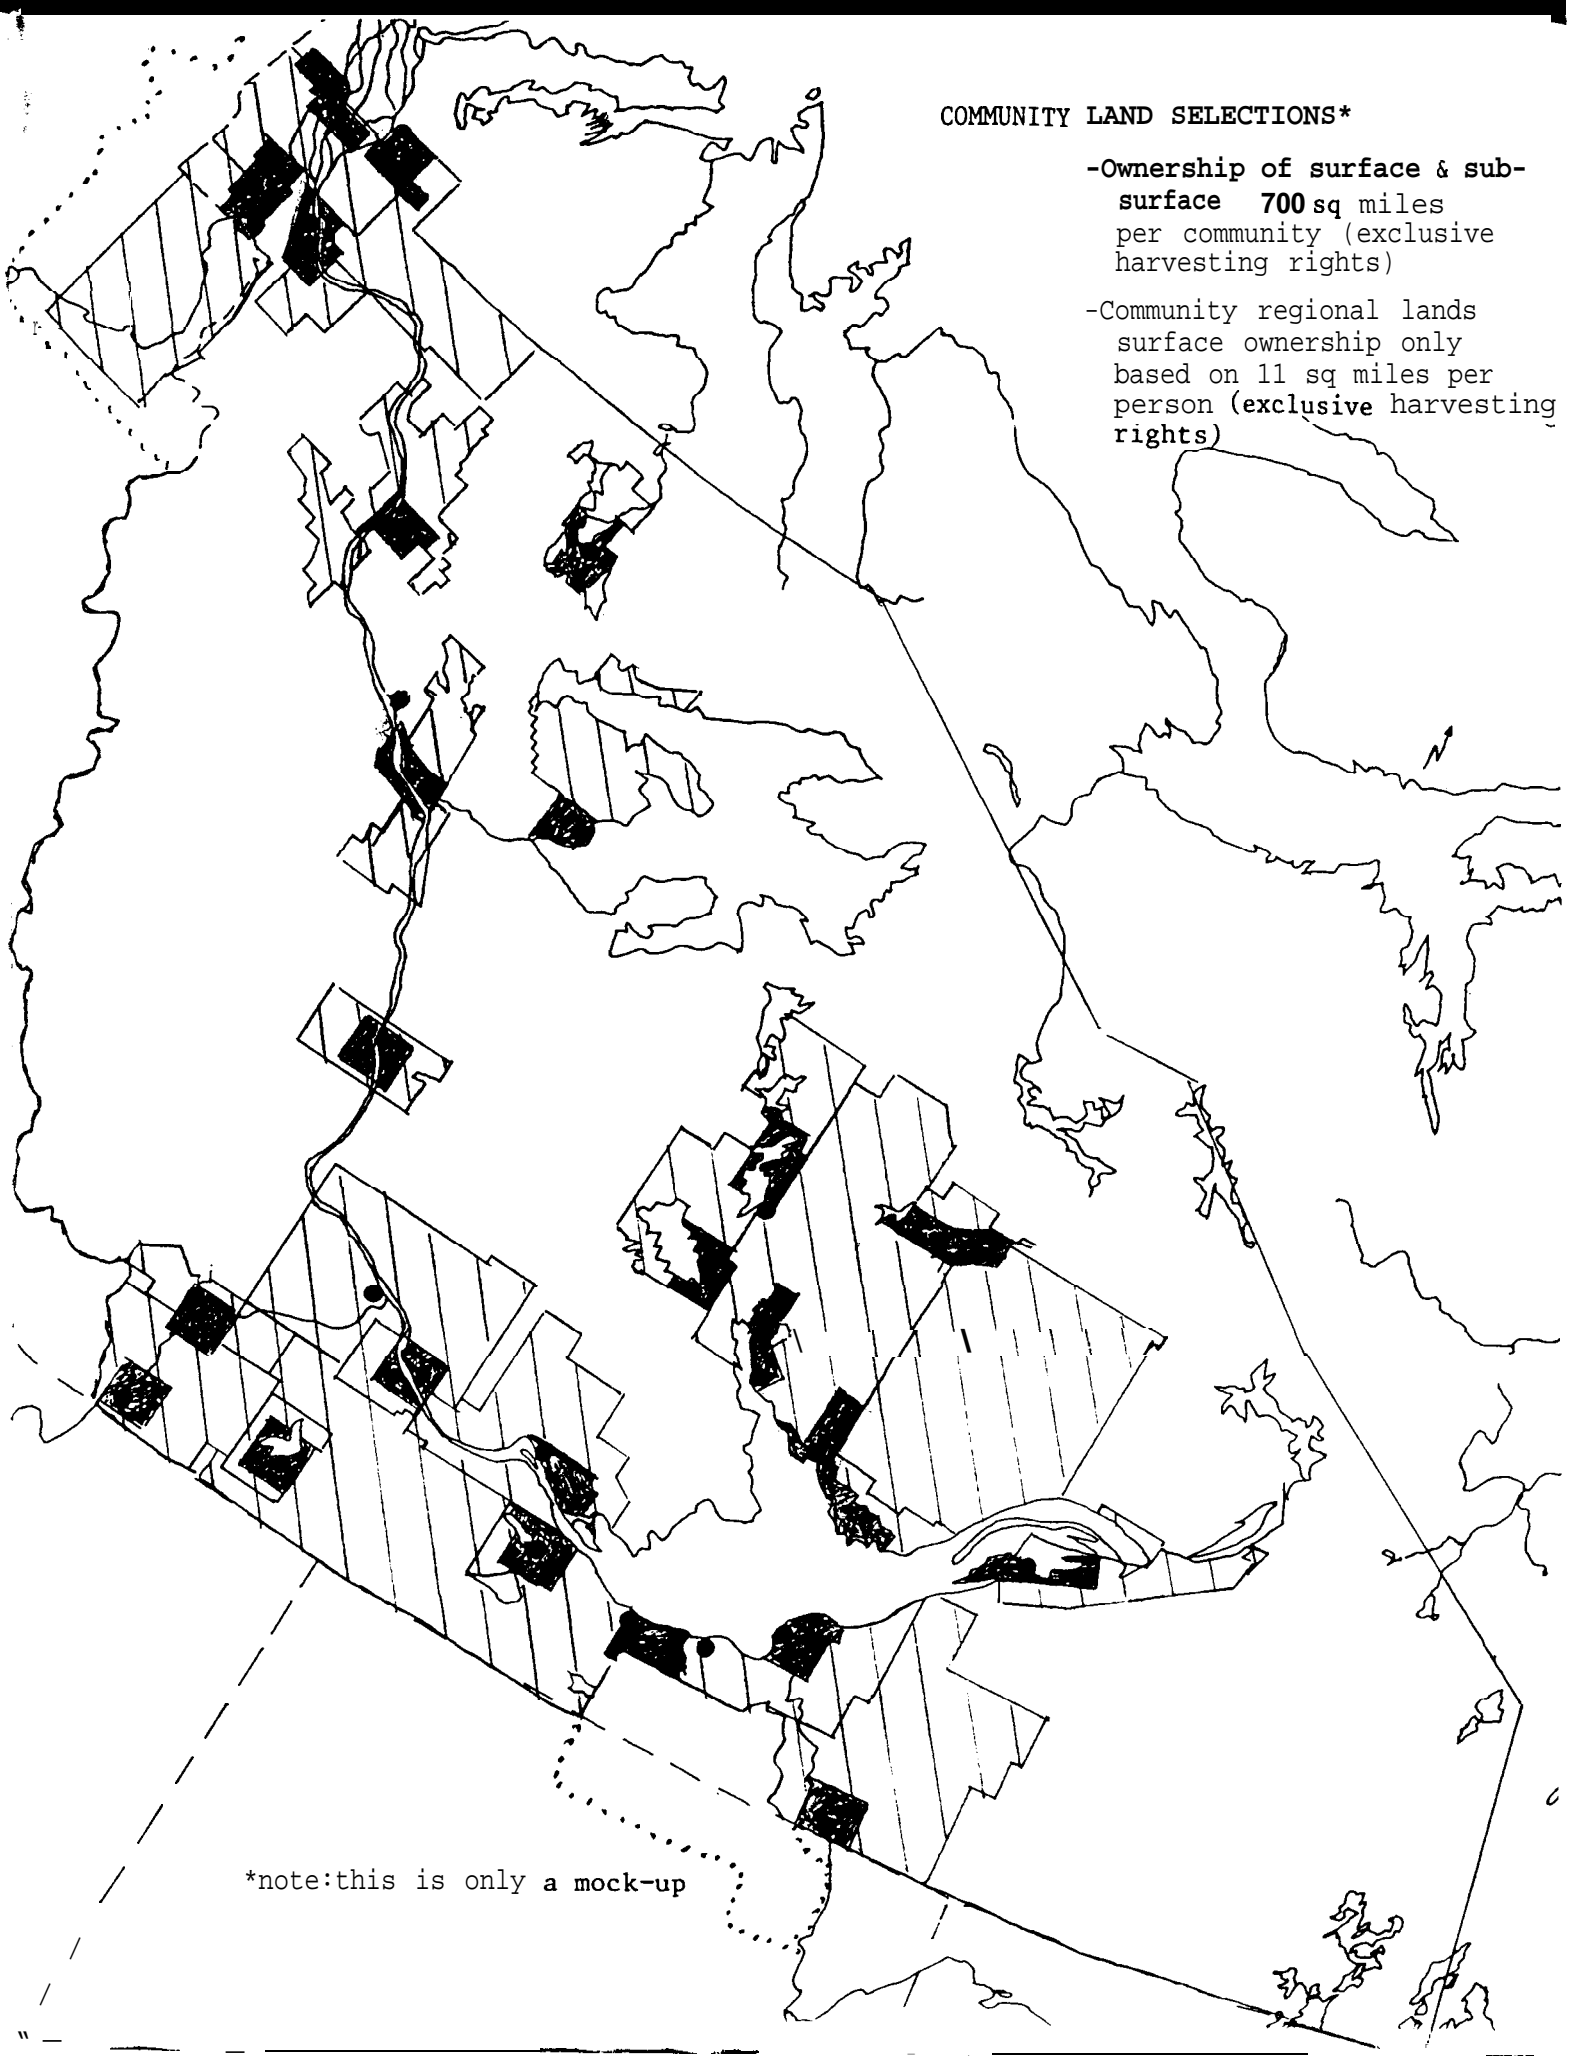 COMMUNITY LAND SELECTIONS*
-Ownership of surface & sub-
surface 700 sq miles
per community (exclusive
harvesting rights)
-Community regional lands
surface ownership only
based on 11 sq miles per
person (exclusive harvesting
rights)
*note:this is only a mock-up